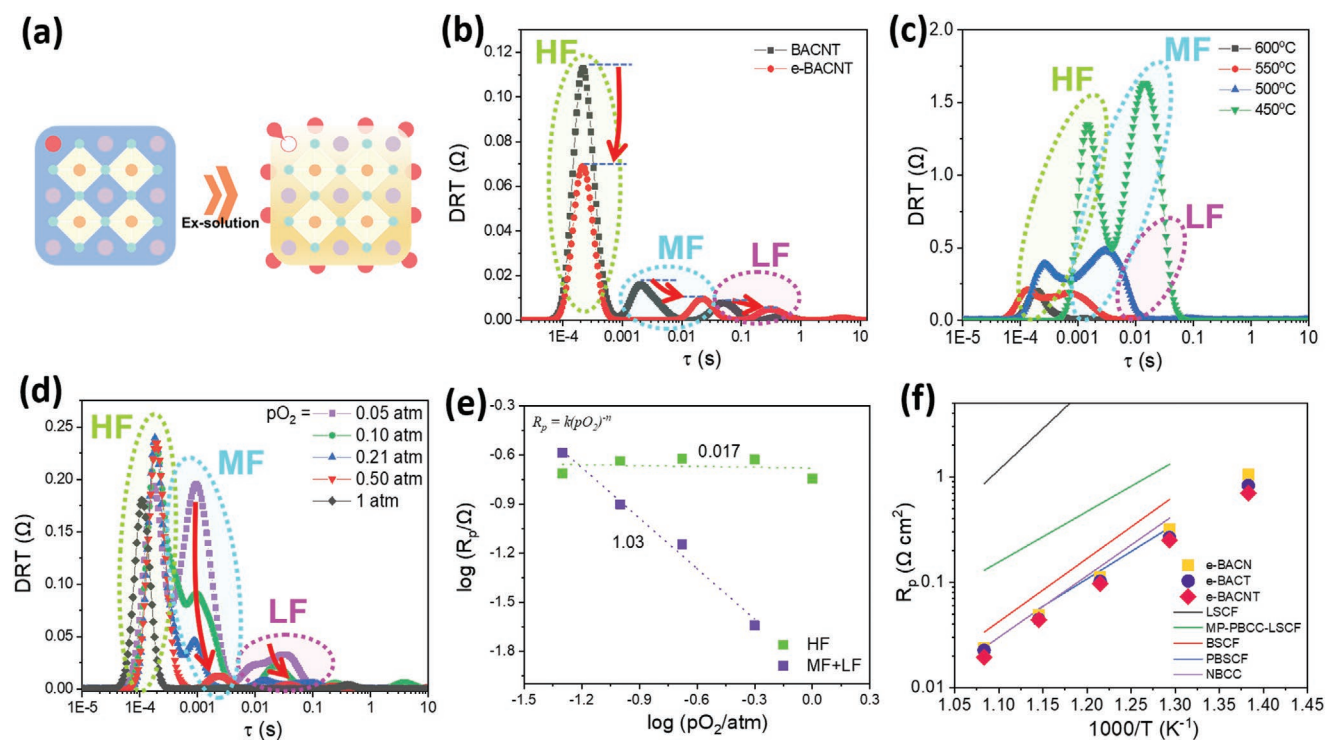 (a)
Ex-solution
(b)
HF
MF
LF
BACNT
e-BACNT
DRT (Ω)
0.12
0.10
0.08
0.06
0.04
0.02
0.00
1E-4
0.001
0.01
0.1
1
10
τ (s)
(c)
HF
MF
LF
600°C
550°C
500°C
450°C
DRT (Ω)
2.0
1.5
1.0
0.5
0.0
1E-5
1E-4
0.001
0.01
0.1
1
10
τ (s)
(d)
HF
MF
LF
pO2 =
0.05 atm
0.10 atm
0.21 atm
0.50 atm
1 atm
DRT (Ω)
0.25
0.20
0.15
0.10
0.05
0.00
1E-5
1E-4
0.001
0.01
0.1
1
10
τ (s)
(e)
Rp = k(pO2)-n
0.017
1.03
HF
MF+LF
log (Rp/Ω)
-0.3
-0.6
-0.9
-1.2
-1.5
-1.8
-1.5
-1.2
-0.9
-0.6
-0.3
0.0
0.3
log (pO2/atm)
(f)
e-BACN
e-BACT
e-BACNT
LSCF
MP-PBCC-LSCF
BSCF
PBSCF
NBCC
Rp (Ω cm2)
1
0.1
0.01
1.05
1.10
1.15
1.20
1.25
1.30
1.35
1.40
1.45
1000/T (K-1)